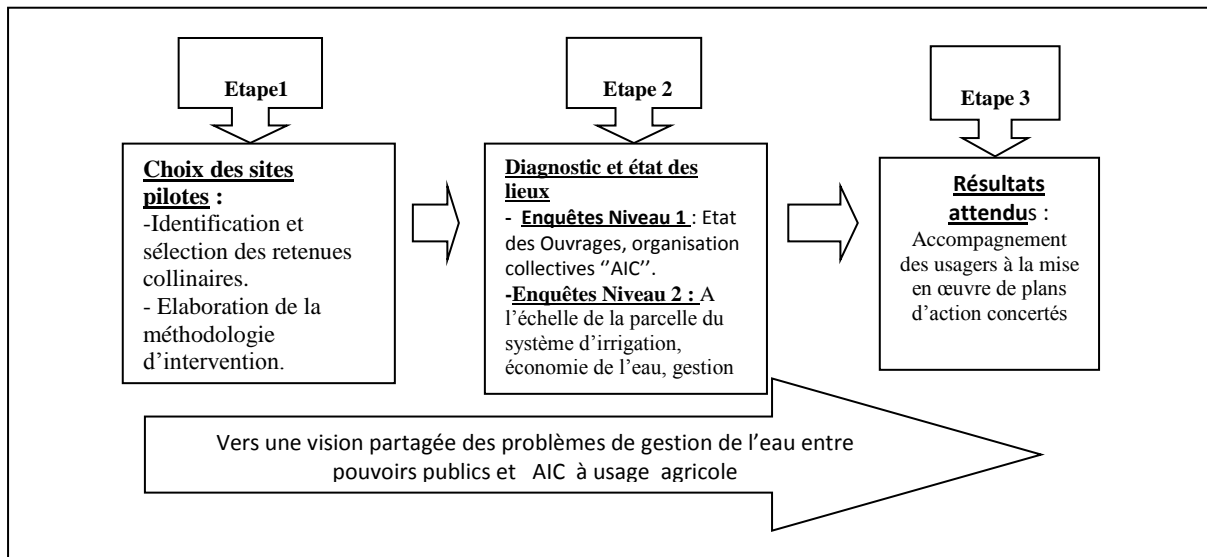 Etape1
Choix des sites
pilotes :
-Identification et
sélection des retenues
collinaires.
- Elaboration de la
méthodologie
d’intervention.
Etape 2
Diagnostic et état des
lieux
- Enquêtes Niveau 1 : Etat
des Ouvrages, organisation
collectives ‘’AIC’’.
-Enquêtes Niveau 2 : A
l’échelle de la parcelle du
système d’irrigation,
économie de l’eau, gestion
Etape 3
Résultats
attendus :
Accompagnement
des usagers à la mise
en œuvre de plans
d’action concertés
Vers une vision partagée des problèmes de gestion de l’eau entre
pouvoirs publics et AIC à usage agricole